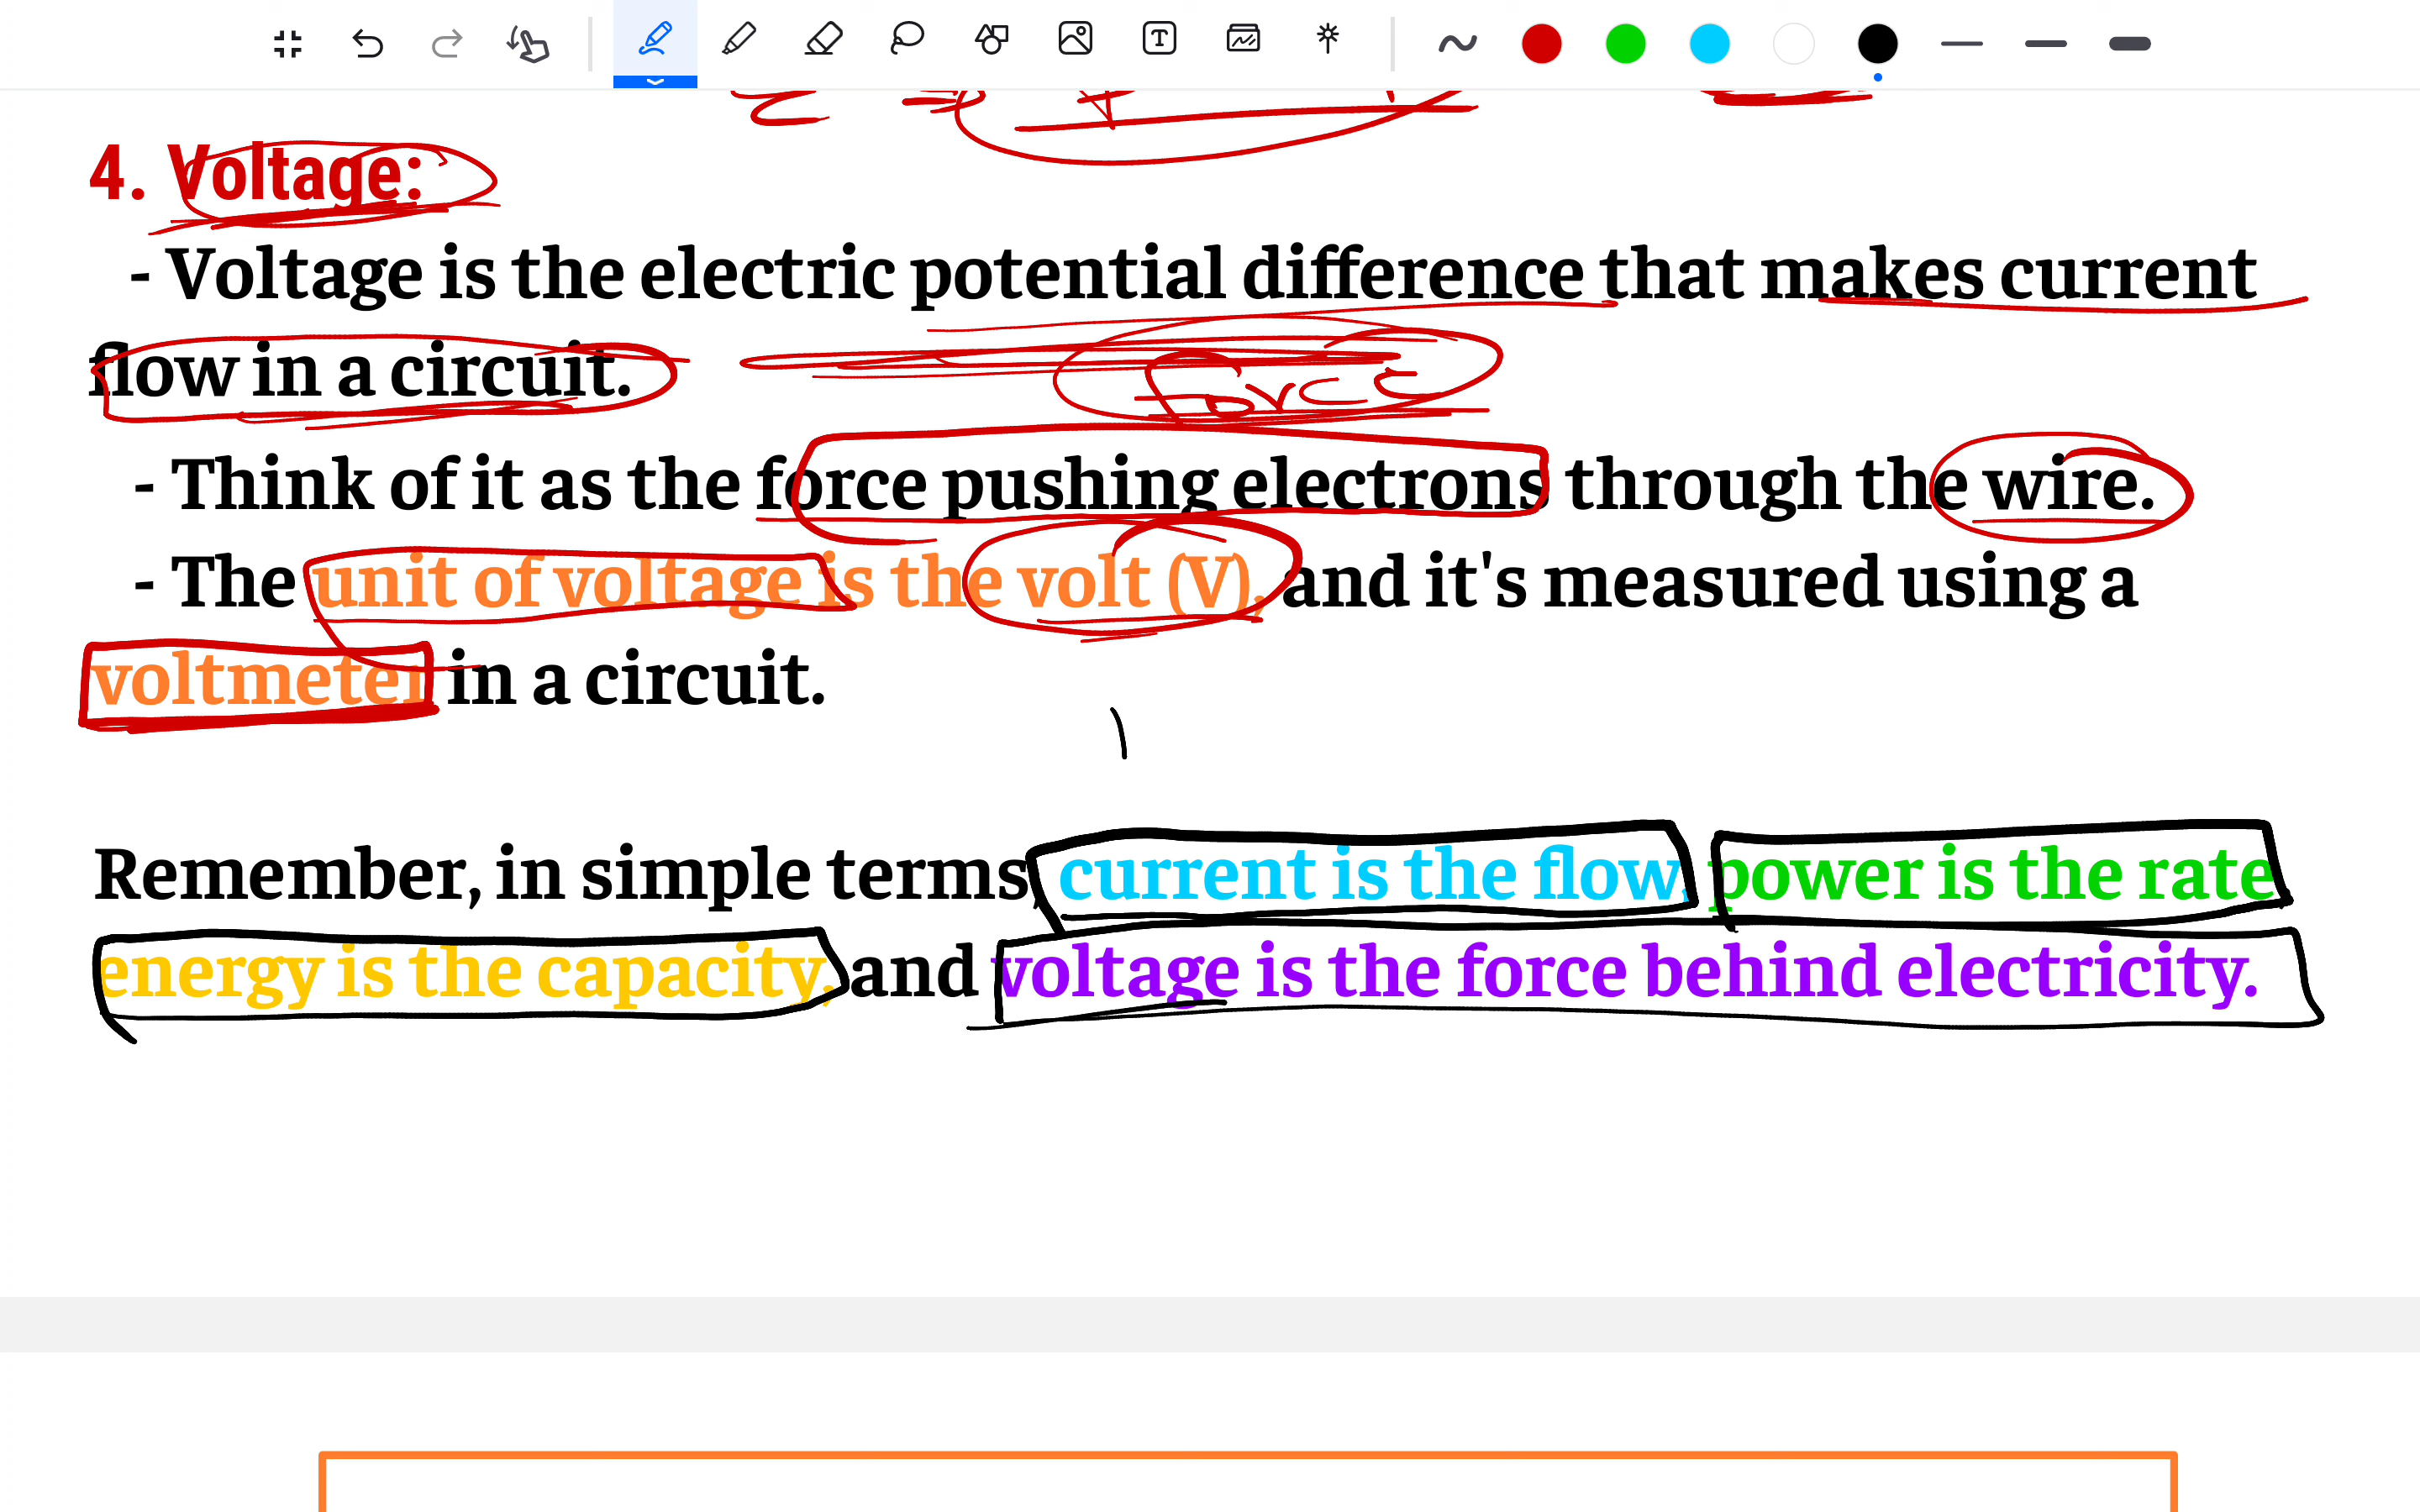 4. Voltage:
- Voltage is the electric potential difference that makes current
flow in a circuit.
- Think of it as the force pushing electrons through the wire.
- The unit of voltage is the volt (V), and it's measured using a
voltmeter in a circuit.
Remember, in simple terms, current is the flow, power is the rate
energy is the capacity, and voltage is the force behind electricity.